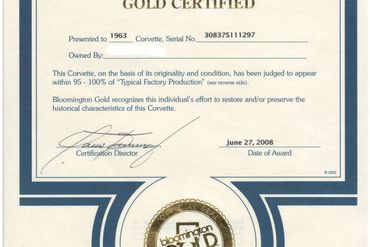 GOLD CERTIFIED
Presented to 1963 Corvette, Serial No. 30837S111297
Owned By:
This Corvette, on the basis of its originality and condition, has been judged to appear
within 95 - 100% of "Typical Factory Production" (see reverse side).
Bloomington Gold recognizes this individual's effort to restore and/or preserve the
historical characteristics of this Corvette.
June 27, 2008
Certification Director Date of Award
bloomington
GOLD